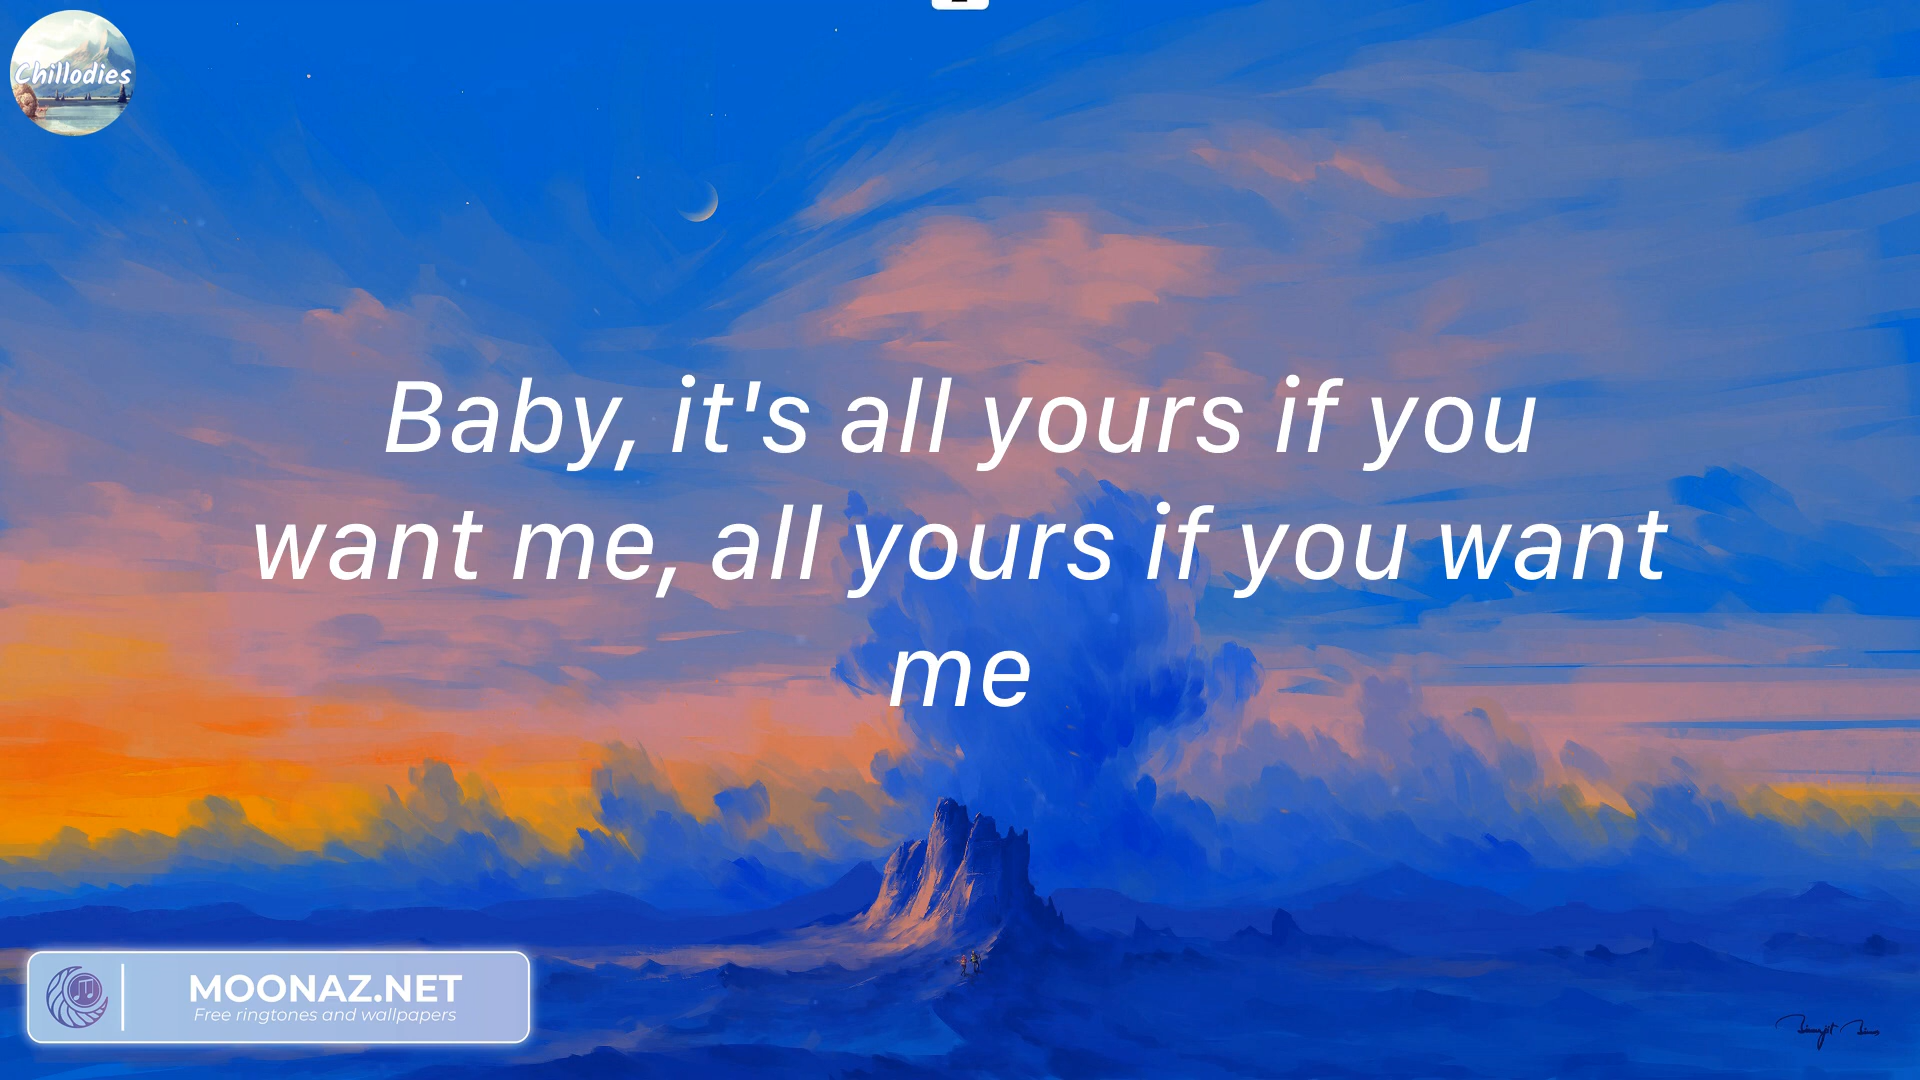 Chillodies
Baby, it's all yours if you
want me, all yours if you want
me
MOONAZ.NET
Free ringtones and wallpapers